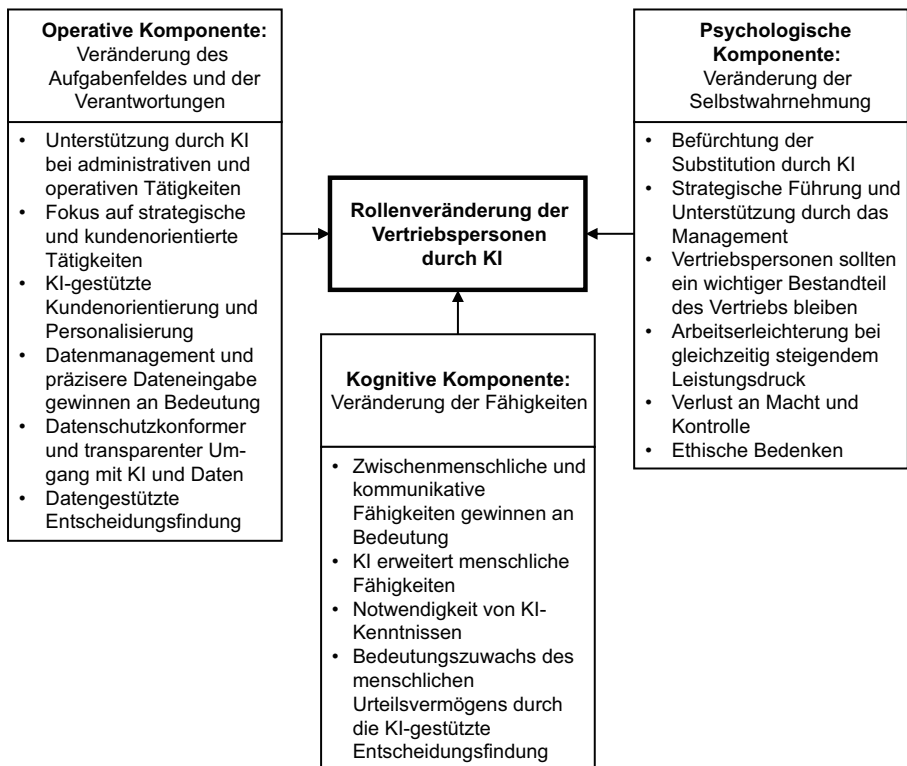 Operative Komponente:
Veränderung des
Aufgabenfeldes und der
Verantwortungen
• Unterstützung durch KI
bei administrativen und
operativen Tätigkeiten
• Fokus auf strategische
und kundenorientierte
Tätigkeiten
• KI-gestützte
Kundenorientierung und
Personalisierung
• Datenmanagement und
präzisere Dateneingabe
gewinnen an Bedeutung
• Datenschutzkonformer
und transparenter Um-
gang mit KI und Daten
• Datengestützte
Entscheidungsfindung
Rollenveränderung der
Vertriebspersonen
durch KI
Kognitive Komponente:
Veränderung der Fähigkeiten
• Zwischenmenschliche und
kommunikative
Fähigkeiten gewinnen an
Bedeutung
• KI erweitert menschliche
Fähigkeiten
• Notwendigkeit von KI-
Kenntnissen
• Bedeutungszuwachs des
menschlichen
Urteilsvermögens durch
die KI-gestützte
Entscheidungsfindung
Psychologische
Komponente:
Veränderung der
Selbstwahrnehmung
• Befürchtung der
Substitution durch KI
• Strategische Führung und
Unterstützung durch das
Management
• Vertriebspersonen sollten
ein wichtiger Bestandteil
des Vertriebs bleiben
• Arbeitserleichterung bei
gleichzeitig steigendem
Leistungsdruck
• Verlust an Macht und
Kontrolle
• Ethische Bedenken